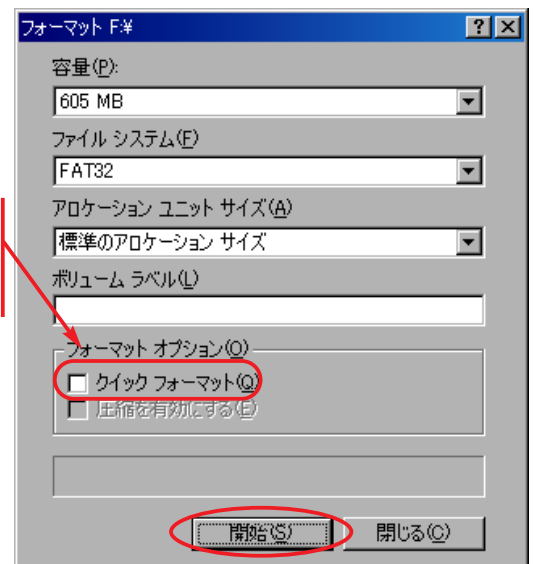 フォーマット F:¥
容量(P):
605 MB
ファイル システム(F)
FAT32
アロケーション ユニット サイズ(A)
標準のアロケーション サイズ
ボリューム ラベル(L)
フォーマット オプション(O)
クイック フォーマット(Q)
圧縮を有効にする(E)
開始(S) 閉じる(C)